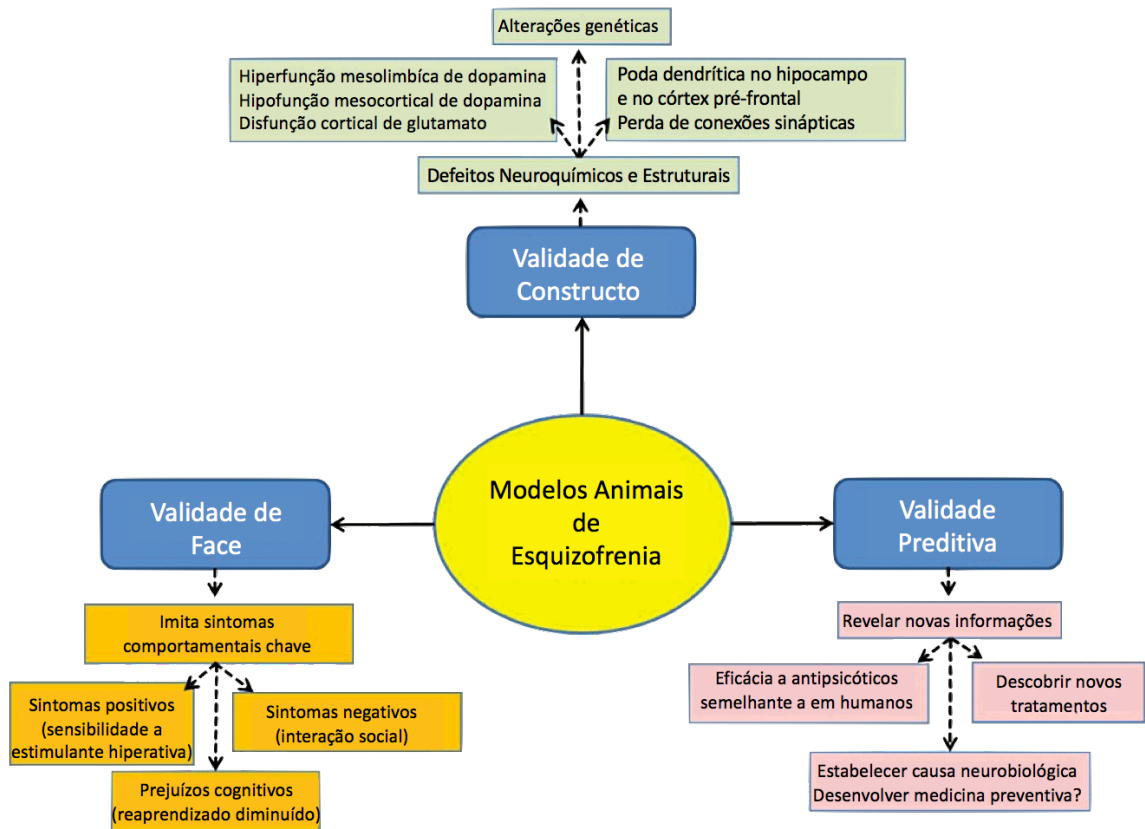 Alterações genéticas
Hiperfunção mesolimbíca de dopamina
Hipofunção mesocortical de dopamina
Disfunção cortical de glutamato
Poda dendrítica no hipocampo
e no córtex pré-frontal
Perda de conexões sinápticas
Defeitos Neuroquímicos e Estruturais
Validade de
Constructo
Modelos Animais
de
Esquizofrenia
Validade de
Face
Imita sintomas
comportamentais chave
Sintomas positivos
(sensibilidade a
estimulante hiperativa)
Sintomas negativos
(interação social)
Prejuízos cognitivos
(reaprendizado diminuído)
Validade
Preditiva
Revelar novas informações
Eficácia a antipsicóticos
semelhante a em humanos
Descobrir novos
tratamentos
Estabelecer causa neurobiológica
Desenvolver medicina preventiva?